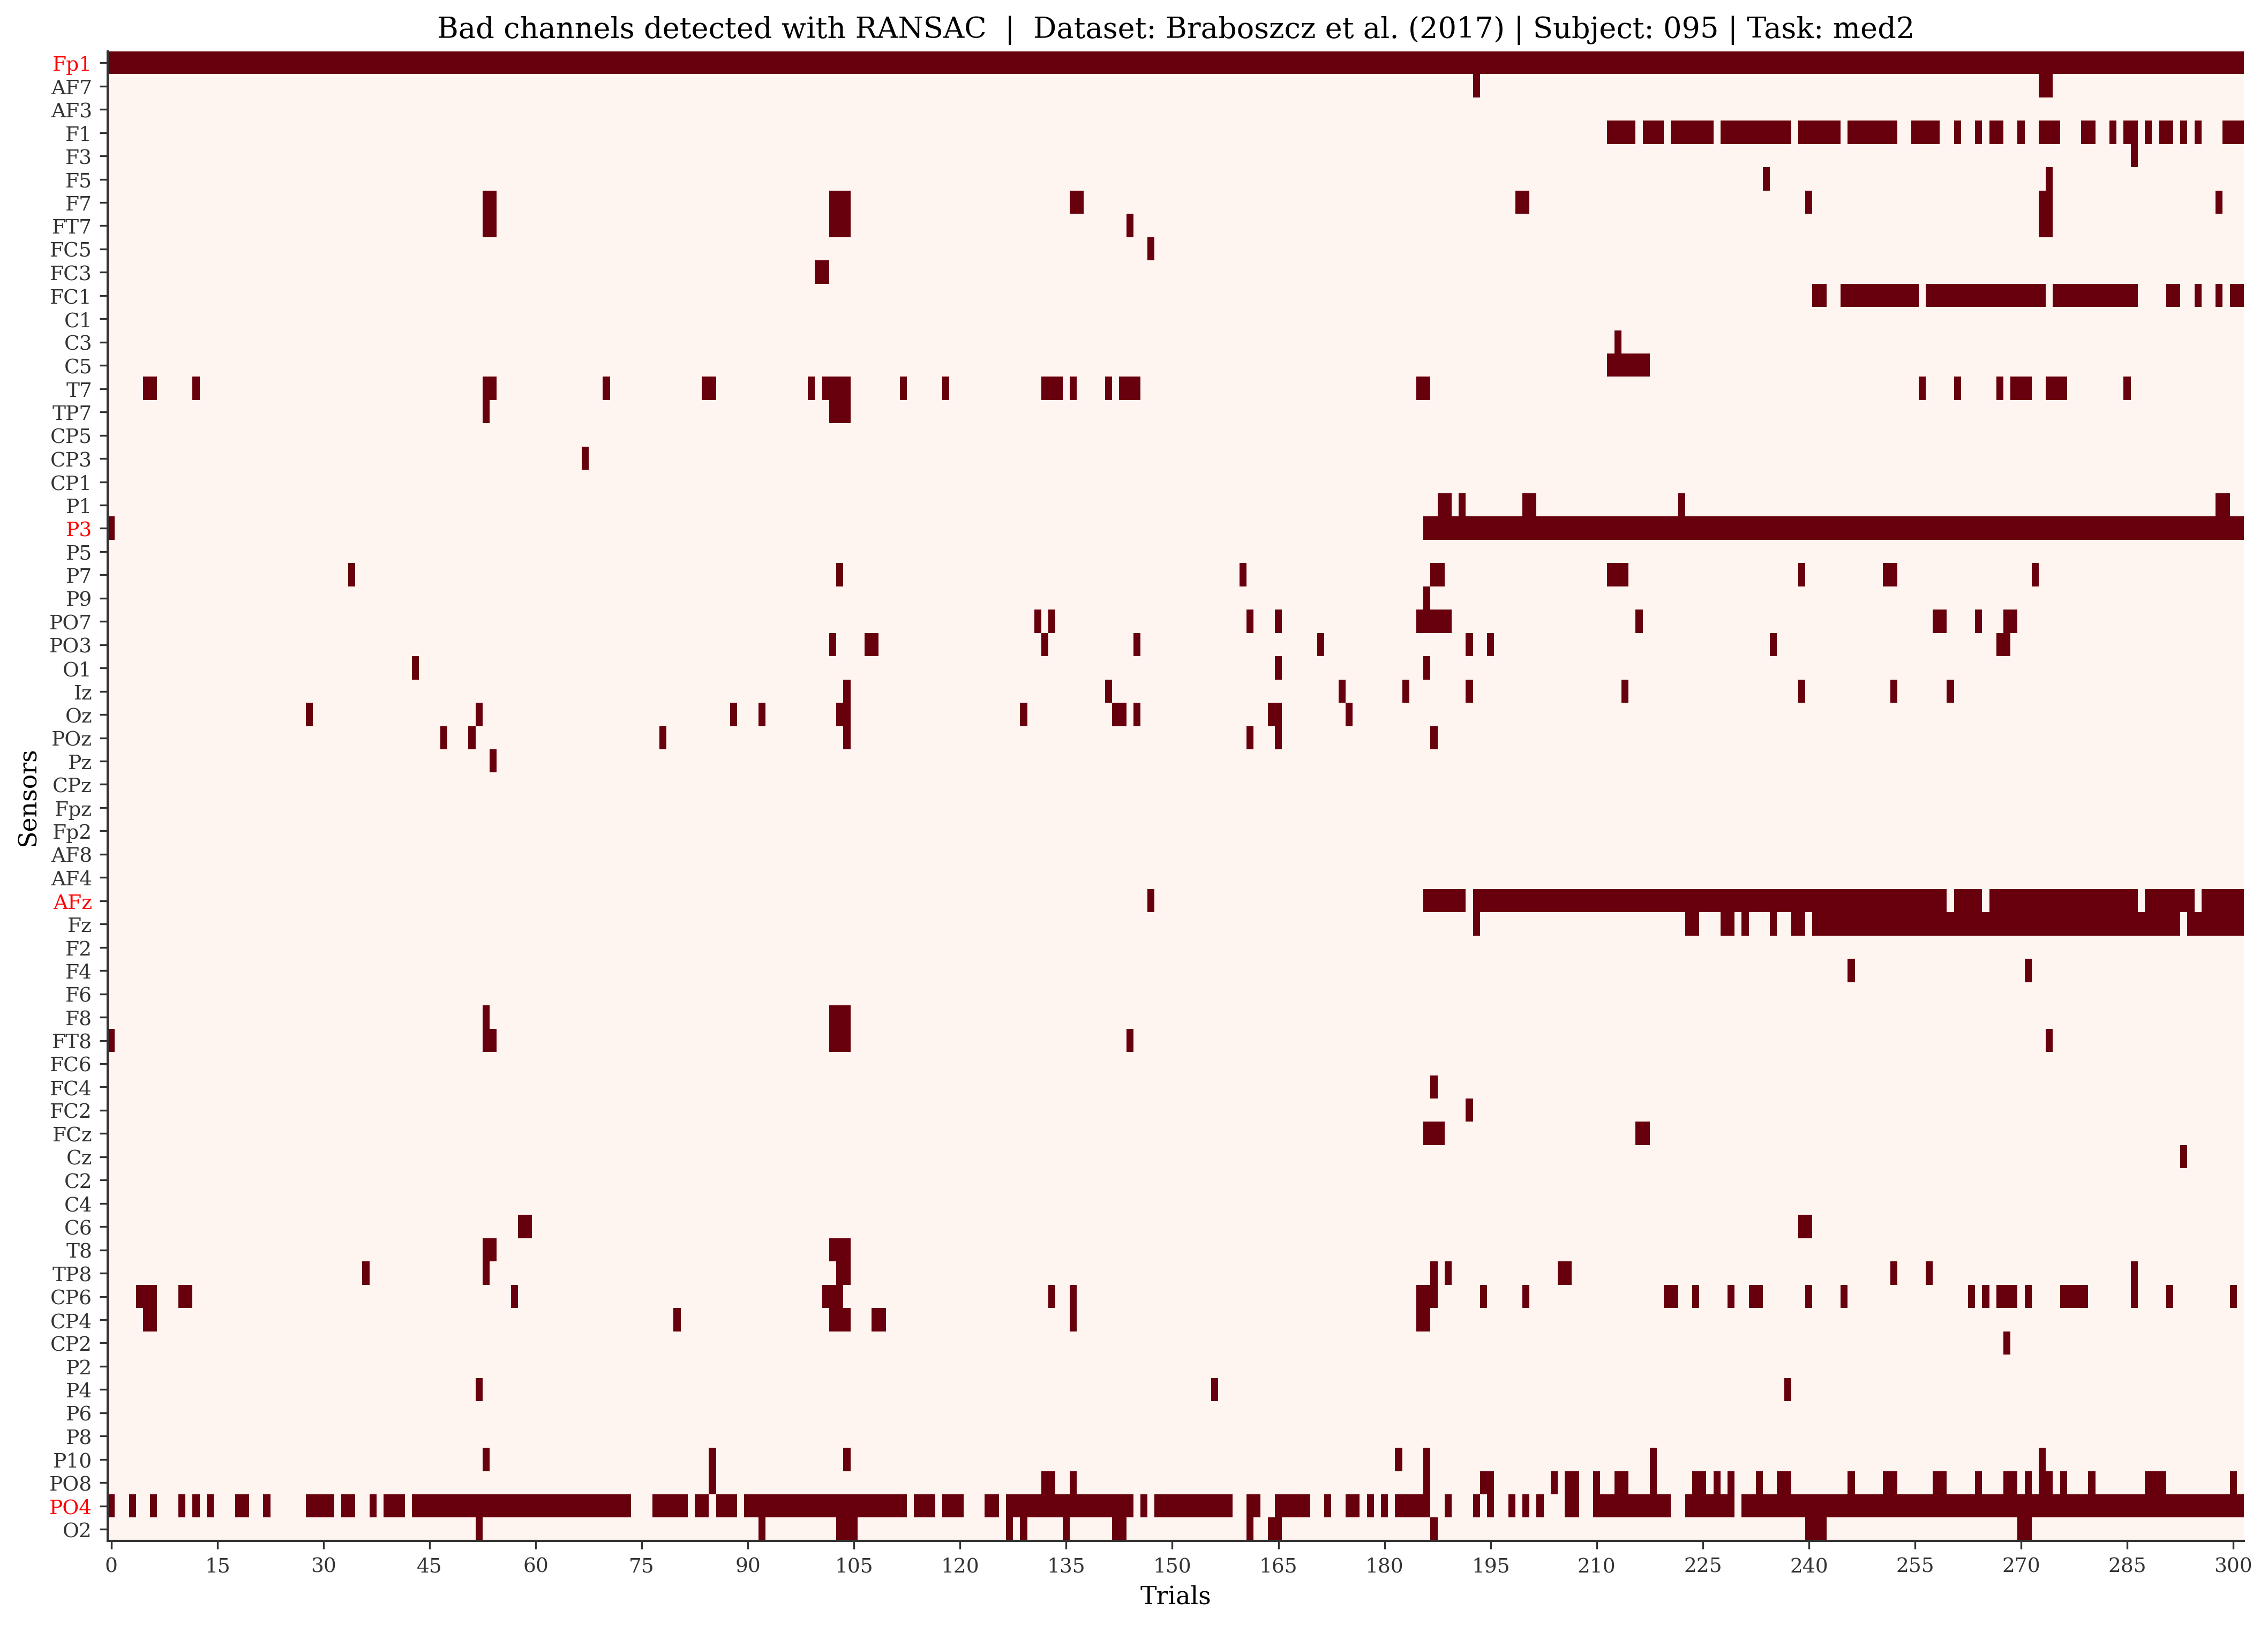 Bad channels detected with RANSAC | Dataset: Braboszcz et al. (2017) | Subject: 095 | Task: med2
Sensors
Fp1
AF7
AF3
F1
F3
F5
F7
FT7
FC5
FC3
FC1
C1
C3
C5
T7
TP7
CP5
CP3
CP1
P1
P3
P5
P7
P9
PO7
PO3
O1
Iz
Oz
POz
Pz
CPz
Fpz
Fp2
AF8
AF4
AFz
Fz
F2
F4
F6
F8
FT8
FC6
FC4
FC2
FCz
Cz
C2
C4
C6
T8
TP8
CP6
CP4
CP2
P2
P4
P6
P8
P10
PO8
PO4
O2
0 15 30 45 60 75 90 105 120 135 150 165 180 195 210 225 240 255 270 285 300
Trials